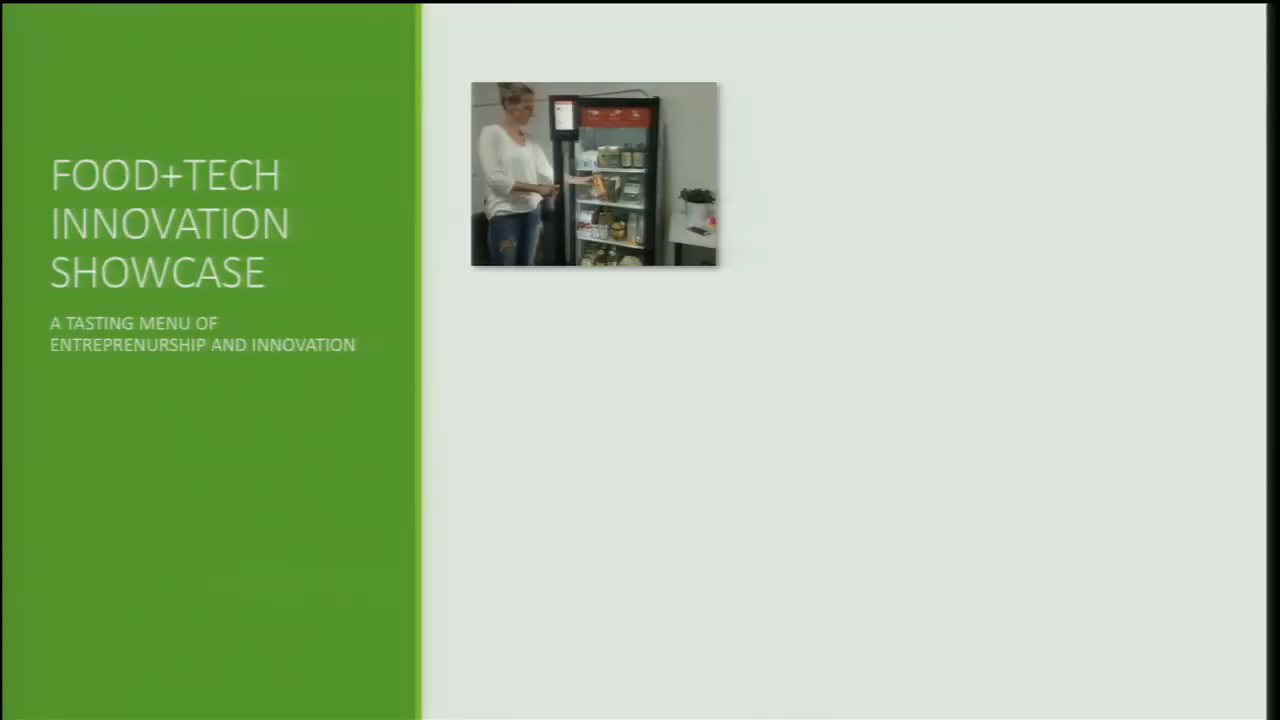 FOOD+TECH
INNOVATION
SHOWCASE
A TASTING MENU OF
ENTREPRENURSHIP AND INNOVATION